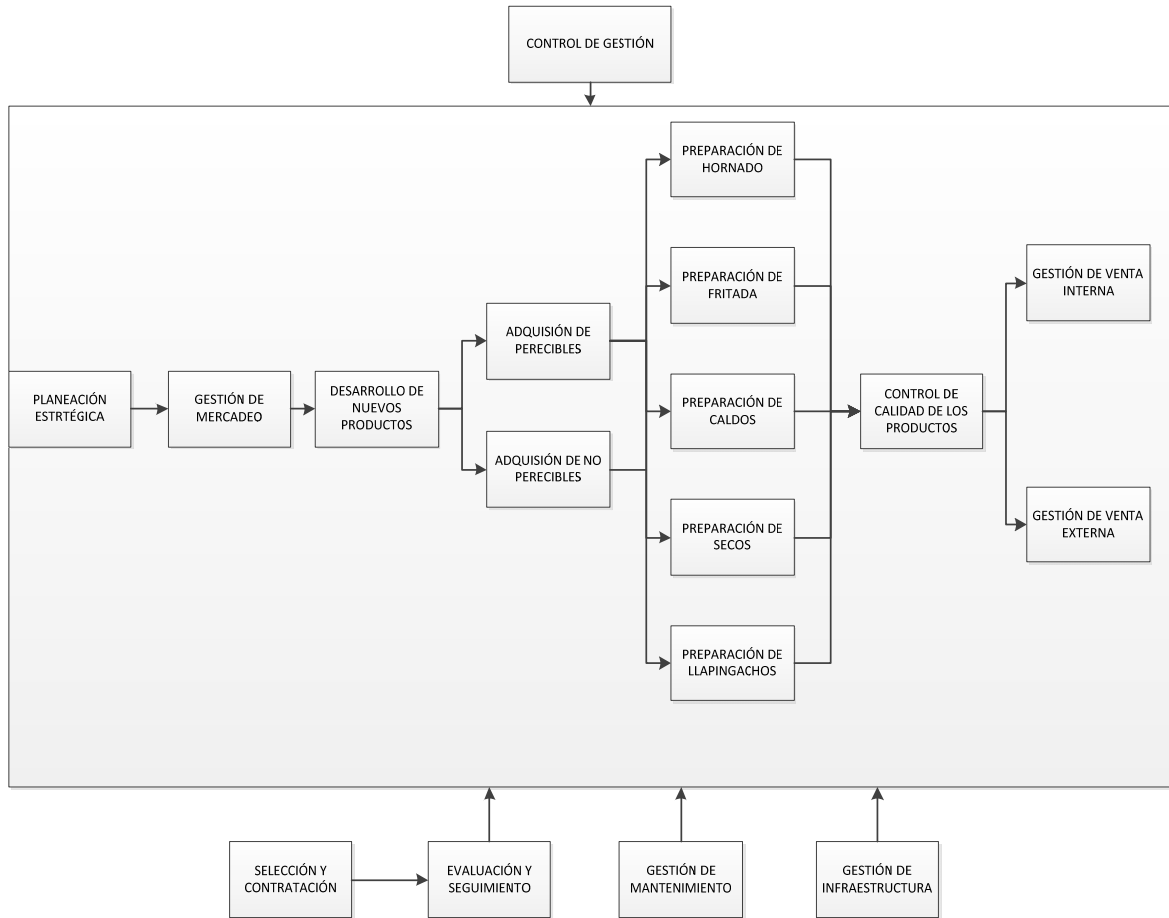 CONTROL DE GESTIÓN
PREPARACIÓN DE
HORNADO
PREPARACIÓN DE
FRITADA
GESTIÓN DE VENTA
INTERNA
ADQUISIÓN DE
PERECIBLES
PLANEACIÓN
ESTRTÉGICA
GESTIÓN DE
MERCADEO
DESARROLLO DE
NUEVOS
PRODUCTOS
PREPARACIÓN DE
CALDOS
CONTROL DE
CALIDAD DE LOS
PRODUCTOS
ADQUISIÓN DE NO
PERECIBLES
GESTIÓN DE VENTA
EXTERNA
PREPARACIÓN DE
SECOS
PREPARACIÓN DE
LLAPINGACHOS
SELECCIÓN Y
CONTRATACIÓN
EVALUACIÓN Y
SEGUIMIENTO
GESTIÓN DE
MANTENIMIENTO
GESTIÓN DE
INFRAESTRUCTURA